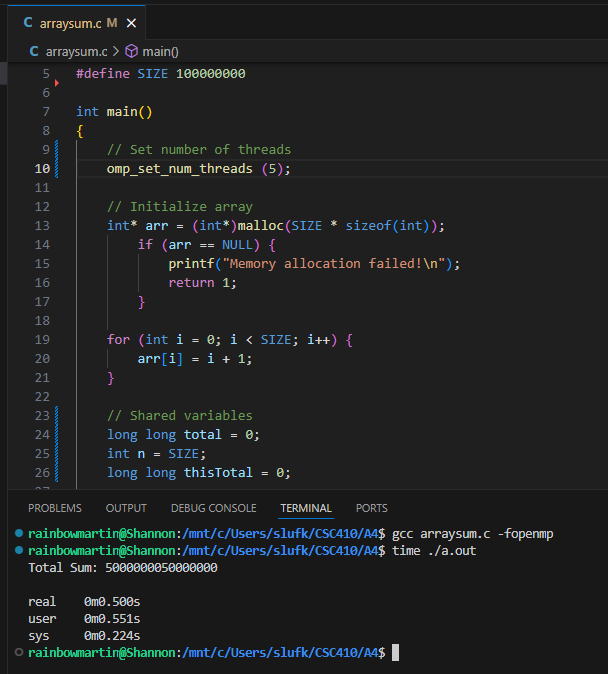 C arraysum.c M ×
C arraysum.c > main()
5 #define SIZE 100000000
6
7 int main()
8 {
9 // Set number of threads
10 omp_set_num_threads (5);
11
12 // Initialize array
13 int* arr = (int*)malloc(SIZE * sizeof(int));
14 if (arr == NULL) {
15 printf("Memory allocation failed!\n");
16 return 1;
17 }
18
19 for (int i = 0; i < SIZE; i++) {
20 arr[i] = i + 1;
21 }
22
23 // Shared variables
24 long long total = 0;
25 int n = SIZE;
26 long long thisTotal = 0;
PROBLEMS OUTPUT DEBUG CONSOLE TERMINAL PORTS
rainbowmartin@Shannon:/mnt/c/Users/slufk/CSC410/A4$ gcc arraysum.c -fopenmp
rainbowmartin@Shannon:/mnt/c/Users/slufk/CSC410/A4$ time ./a.out
Total Sum: 5000000050000000
real 0m0.500s
user 0m0.551s
sys 0m0.224s
rainbowmartin@Shannon:/mnt/c/Users/slufk/CSC410/A4$